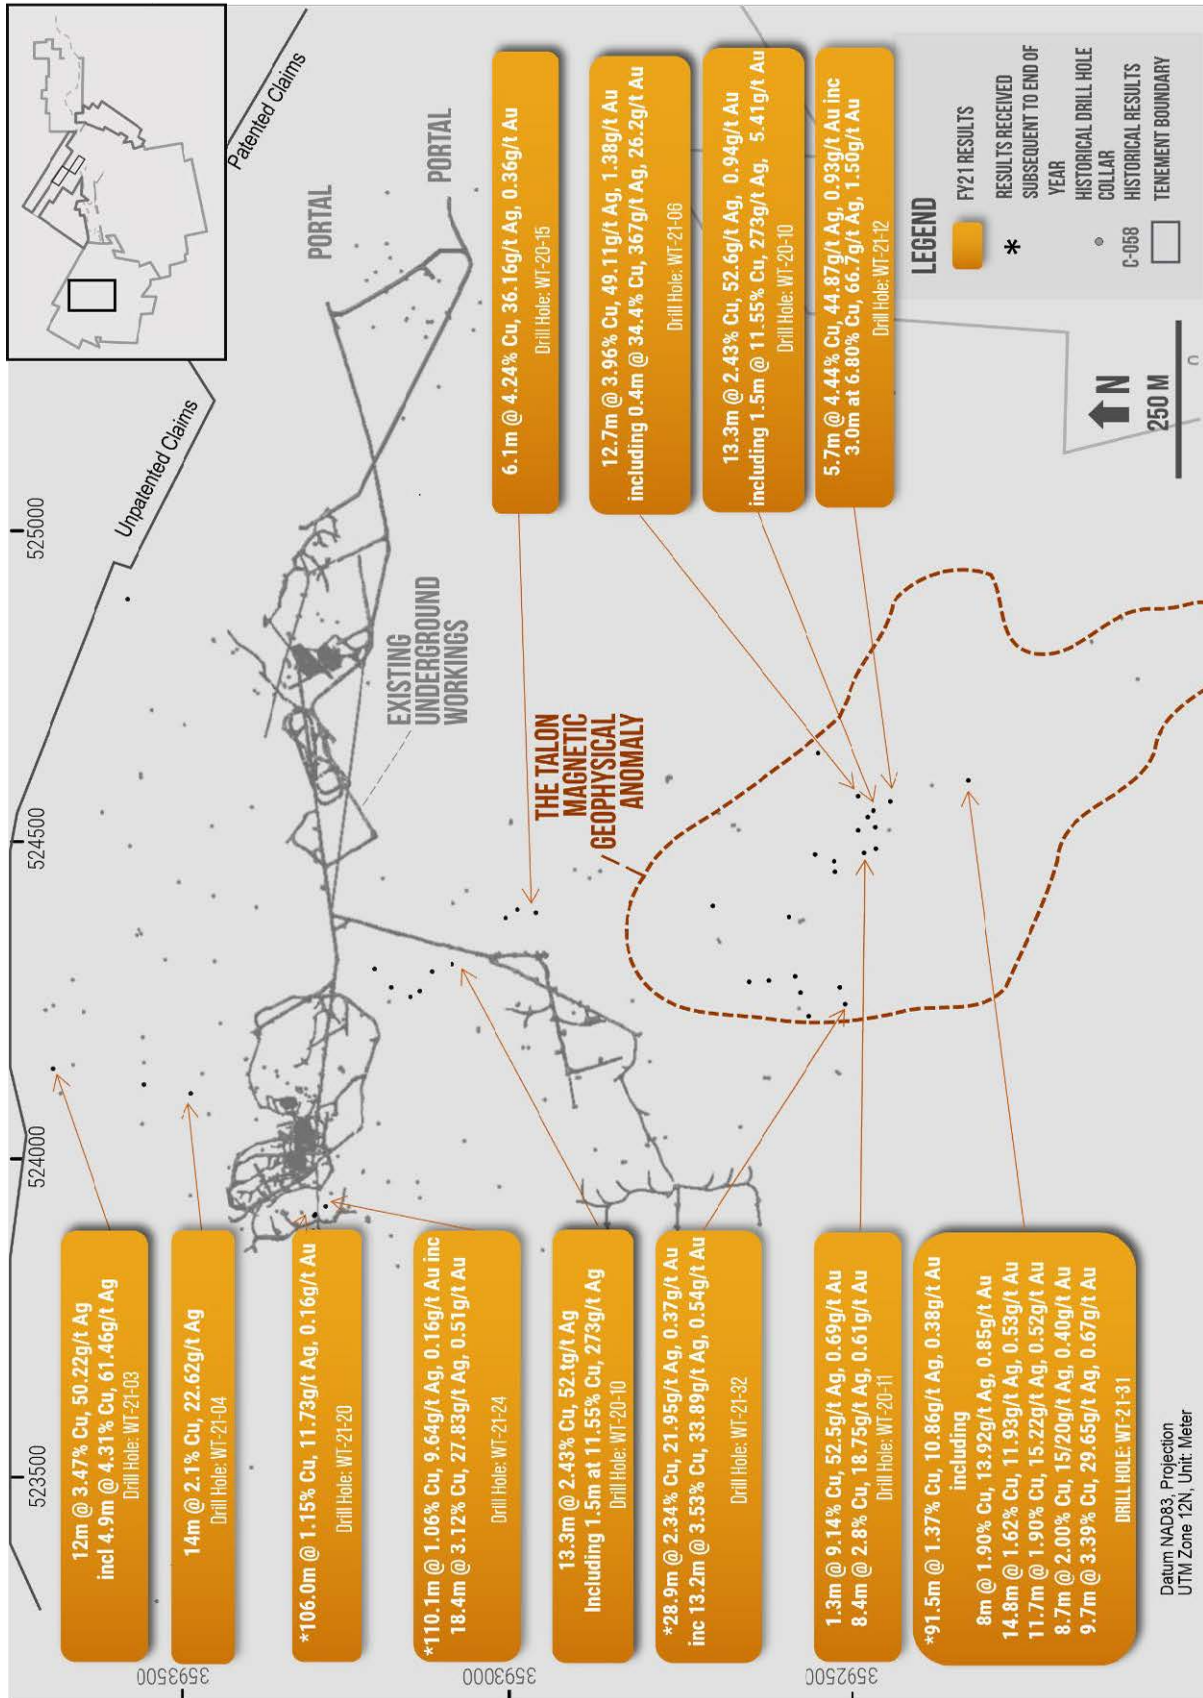 Patented Claims
Unpatented Claims
PORTAL
PORTAL
525000
524500
524000
523500
3593500
3593000
3592500
EXISTING
UNDERGROUND
WORKINGS
THE TALON
MAGNETIC
GEOPHYSICAL
ANOMALY
12m @ 3.47% Cu, 50.22g/t Ag
incl 4.9m @ 4.31% Cu, 61.46g/t Ag
Drill Hole: WT-21-03
14m @ 2.1% Cu, 22.62g/t Ag
Drill Hole: WT-21-04
*106.0m @ 1.15% Cu, 11.73g/t Ag, 0.16g/t Au
Drill Hole: WT-21-20
*110.1m @ 1.06% Cu, 9.64g/t Ag, 0.16g/t Au inc
18.4m @ 3.12% Cu, 27.83g/t Ag, 0.51g/t Au
Drill Hole: WT-21-24
13.3m @ 2.43% Cu, 52.tg/t Ag
Including 1.5m at 11.55% Cu, 273g/t Ag
Drill Hole: WT-20-10
*28.9m @ 2.34% Cu, 21.95g/t Ag, 0.37g/t Au
inc 13.2m @ 3.53% Cu, 33.89g/t Ag, 0.54g/t Au
Drill Hole: WT-21-32
1.3m @ 9.14% Cu, 52.5g/t Ag, 0.69g/t Au
8.4m @ 2.8% Cu, 18.75g/t Ag, 0.61g/t Au
Drill Hole: WT-20-11
*91.5m @ 1.37% Cu, 10.86g/t Ag, 0.38g/t Au
including
8m @ 1.90% Cu, 13.92g/t Ag, 0.85g/t Au
14.8m @ 1.62% Cu, 11.93g/t Ag, 0.53g/t Au
11.7m @ 1.90% Cu, 15.22g/t Ag, 0.52g/t Au
8.7m @ 2.00% Cu, 15/20g/t Ag, 0.40g/t Au
9.7m @ 3.39% Cu, 29.65g/t Ag, 0.67g/t Au
DRILL HOLE: WT-21-31
6.1m @ 4.24% Cu, 36.16g/t Ag, 0.36g/t Au
Drill Hole: WT-20-15
12.7m @ 3.96% Cu, 49.11g/t Ag, 1.38g/t Au
including 0.4m @ 34.4% Cu, 367g/t Ag, 26.2g/t Au
Drill Hole: WT-21-06
13.3m @ 2.43% Cu, 52.6g/t Ag, 0.94g/t Au
including 1.5m @ 11.55% Cu, 273g/t Ag, 5.41g/t Au
Drill Hole: WT-20-10
5.7m @ 4.44% Cu, 44.87g/t Ag, 0.93g/t Au inc
3.0m at 6.80% Cu, 66.7g/t Ag, 1.50g/t Au
Drill Hole: WT-21-12
LEGEND
FY21 RESULTS
* RESULTS RECEIVED
SUBSEQUENT TO END OF
YEAR
HISTORICAL DRILL HOLE
COLLAR
C-058 HISTORICAL RESULTS
TENEMENT BOUNDARY
N
250 M
0
Datum NAD83, Projection
UTM Zone 12N, Unit: Meter